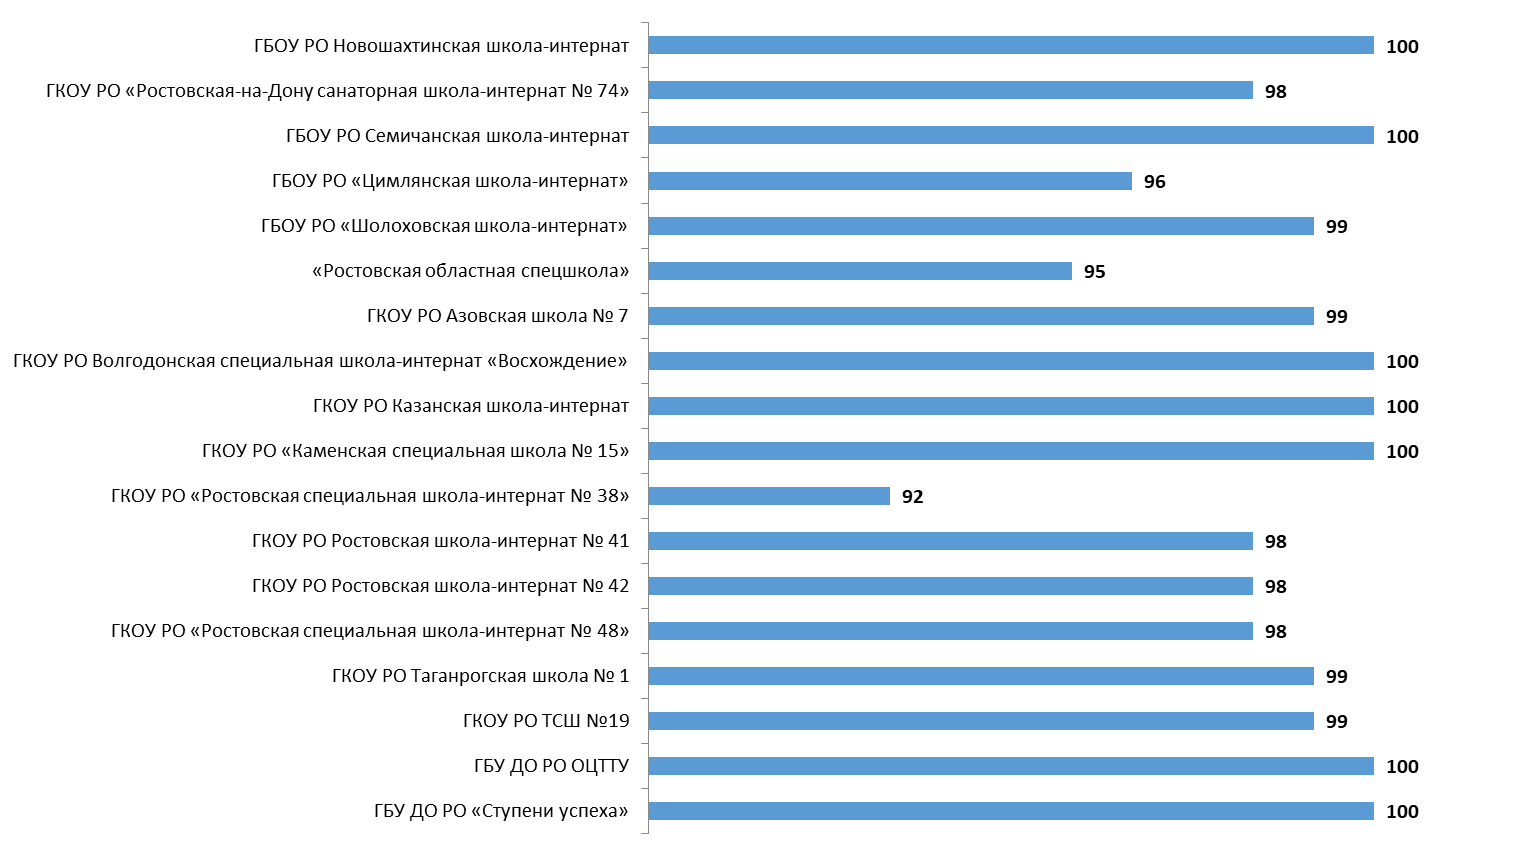 ГБОУ РО Новошахтинская школа-интернат 100
ГКОУ РО «Ростовская-на-Дону санаторная школа-интернат № 74» 98
ГБОУ РО Семичанская школа-интернат 100
ГБОУ РО «Цимлянская школа-интернат» 96
ГБОУ РО «Шолоховская школа-интернат» 99
«Ростовская областная спецшкола» 95
ГКОУ РО Азовская школа № 7 99
ГКОУ РО Волгодонская специальная школа-интернат «Восхождение» 100
ГКОУ РО Казанская школа-интернат 100
ГКОУ РО «Каменская специальная школа № 15» 100
ГКОУ РО «Ростовская специальная школа-интернат № 38» 92
ГКОУ РО Ростовская школа-интернат № 41 98
ГКОУ РО Ростовская школа-интернат № 42 98
ГКОУ РО «Ростовская специальная школа-интернат № 48» 98
ГКОУ РО Таганрогская школа № 1 99
ГКОУ РО ТСШ №19 99
ГБУ ДО РО ОЦТТУ 100
ГБУ ДО РО «Ступени успеха» 100